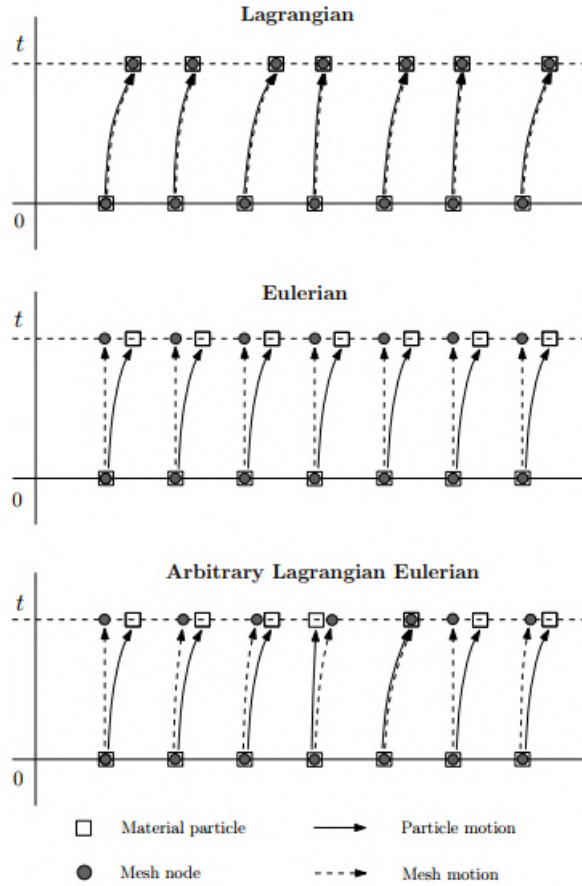 Lagrangian
t
0
Eulerian
t
0
Arbitrary Lagrangian Eulerian
t
0
Material particle
Particle motion
Mesh node
Mesh motion